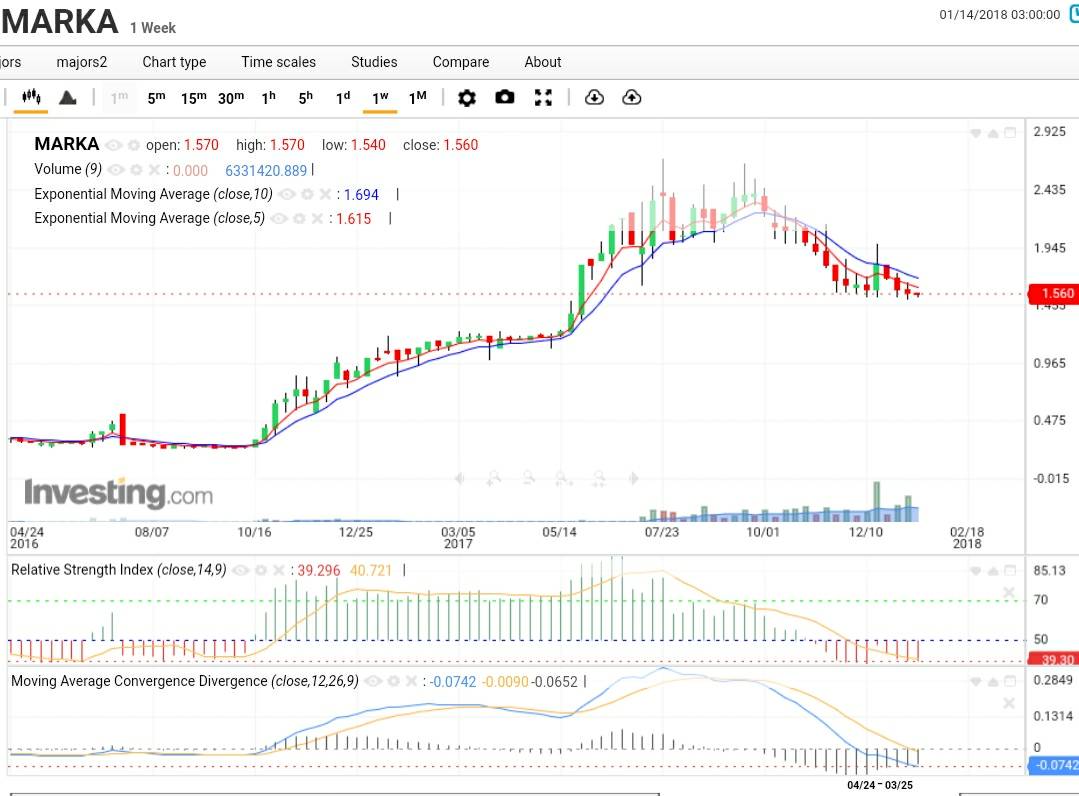 MARKA 1 Week
01/14/2018 03:00:00
jors majors2 Chart type Time scales Studies Compare About
1m 5m 15m 30m 1h 5h 1d 1w 1M
MARKA open: 1.570 high: 1.570 low: 1.540 close: 1.560
Volume (9) : 0.000 6331420.889
Exponential Moving Average (close,10) : 1.694
Exponential Moving Average (close,5) : 1.615
2.925
2.435
1.945
1.560
1.455
0.965
0.475
-0.015
Investing.com
04/24 08/07 10/16 12/25 03/05 05/14 07/23 10/01 12/10 02/18
2016 2017 2018
Relative Strength Index (close,14,9) : 39.296 40.721
85.13
70
50
39.30
Moving Average Convergence Divergence (close,12,26,9) : -0.0742 -0.0090 -0.0652
0.2849
0.1314
0
-0.0742
04/24 - 03/25